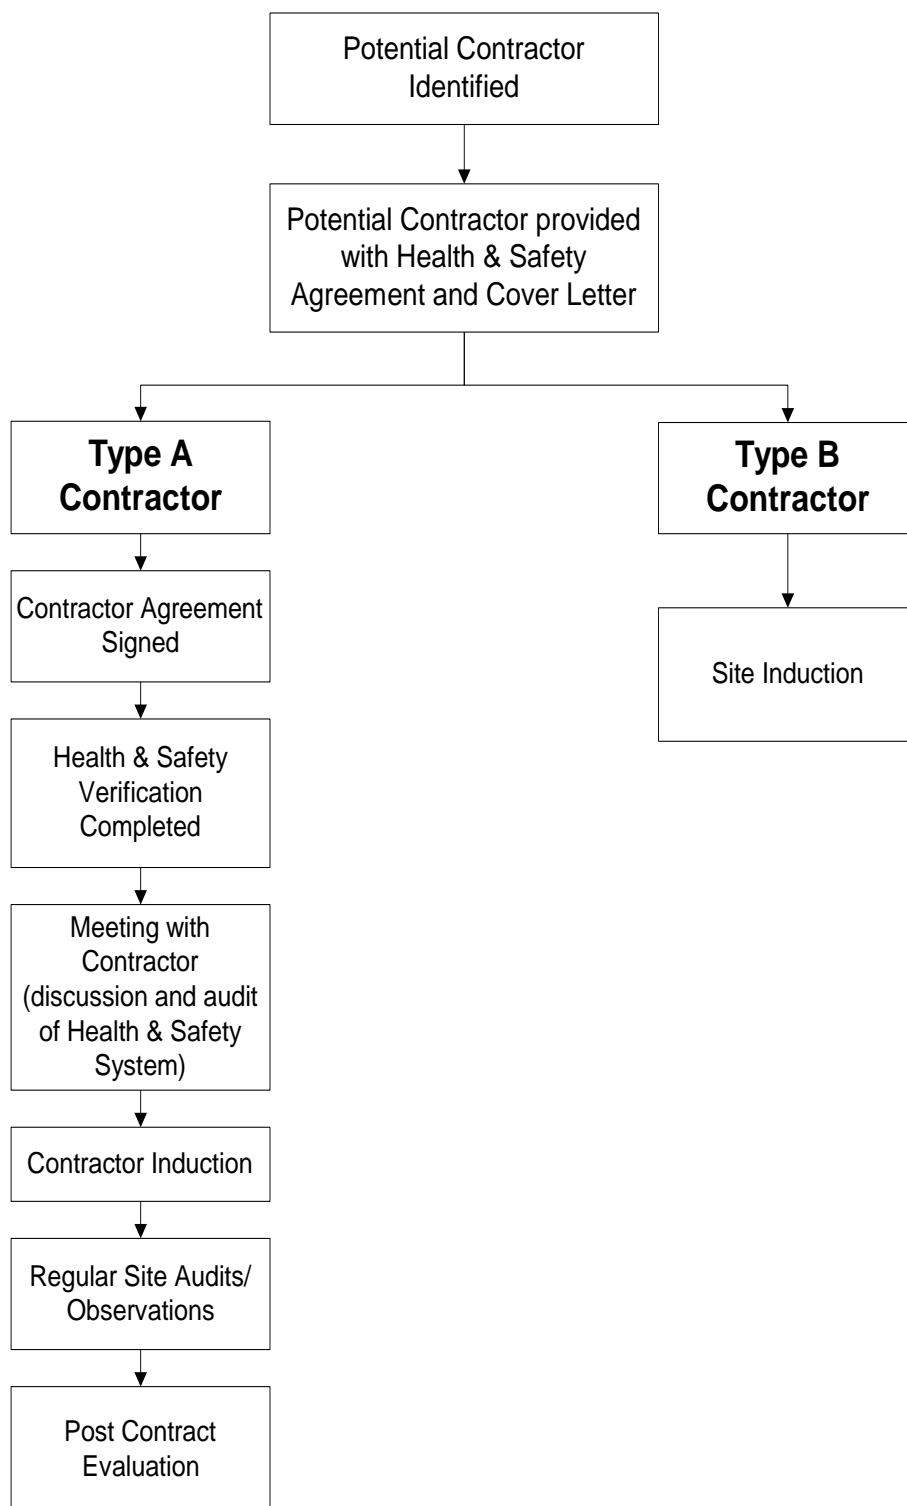 Potential Contractor
Identified
Potential Contractor provided
with Health & Safety
Agreement and Cover Letter
Type A
Contractor
Type B
Contractor
Contractor Agreement
Signed
Site Induction
Health & Safety
Verification
Completed
Meeting with
Contractor
(discussion and audit
of Health & Safety
System)
Contractor Induction
Regular Site Audits/
Observations
Post Contract
Evaluation